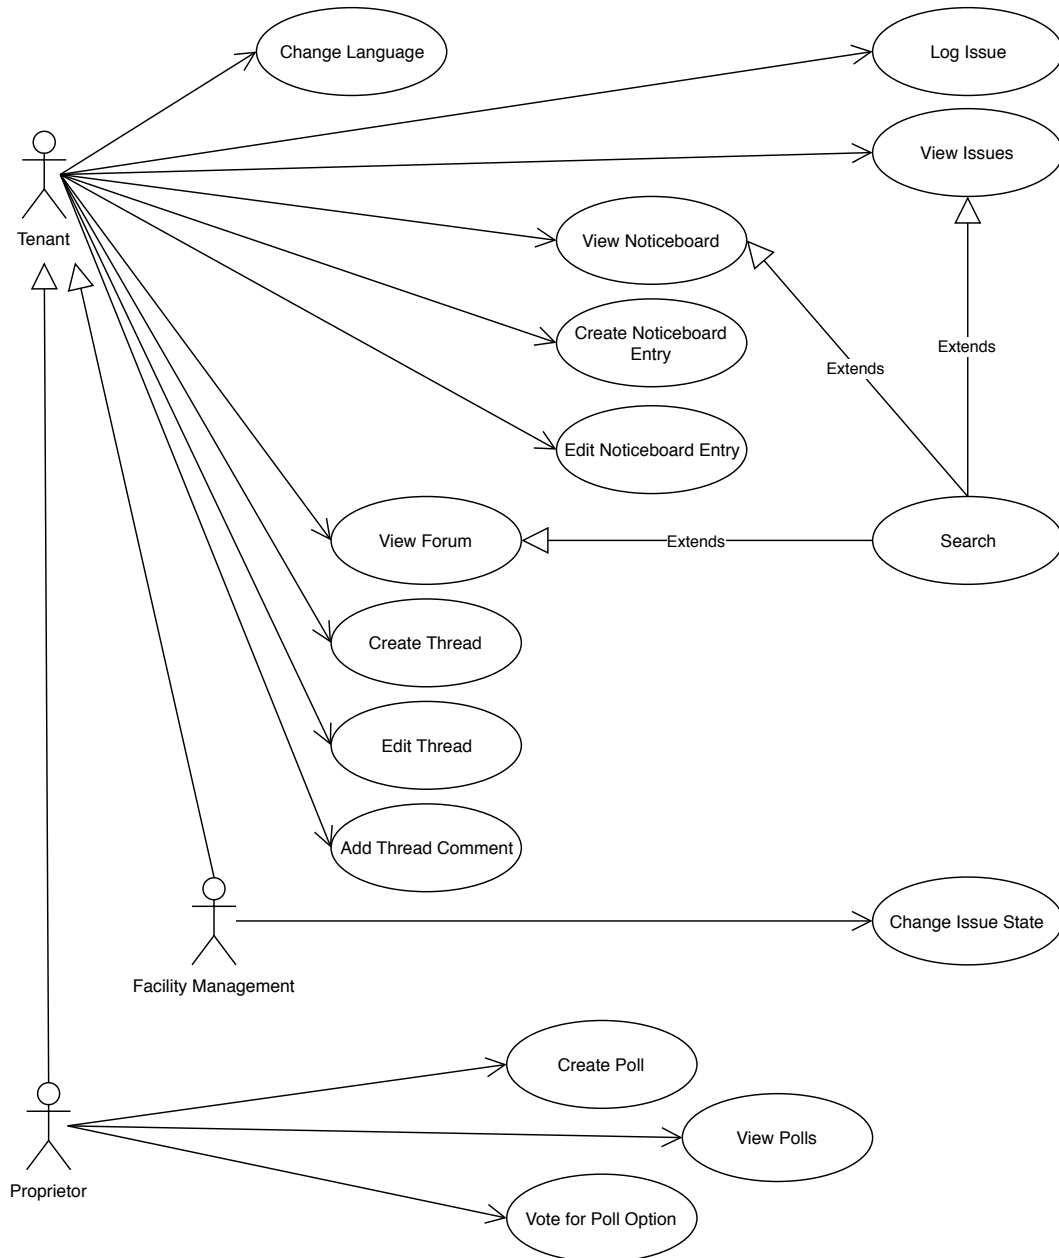 Change Language
Log Issue
View Issues
Tenant
View Noticeboard
Create Noticeboard
Entry
Extends
Extends
Edit Noticeboard Entry
View Forum
Extends
Search
Create Thread
Edit Thread
Add Thread Comment
Change Issue State
Facility Management
Create Poll
View Polls
Proprietor
Vote for Poll Option